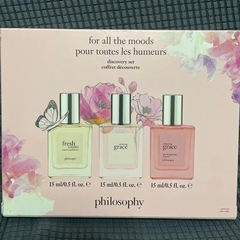 for all the moods
pour toutes les humeurs
discovery set
coffret découverte
fresh
grace
grace
philosophy
15 ml/0.5 fl. oz. e
15 ml/0.5 fl. oz. e
15 ml/0.5 fl. oz. e
philosophy